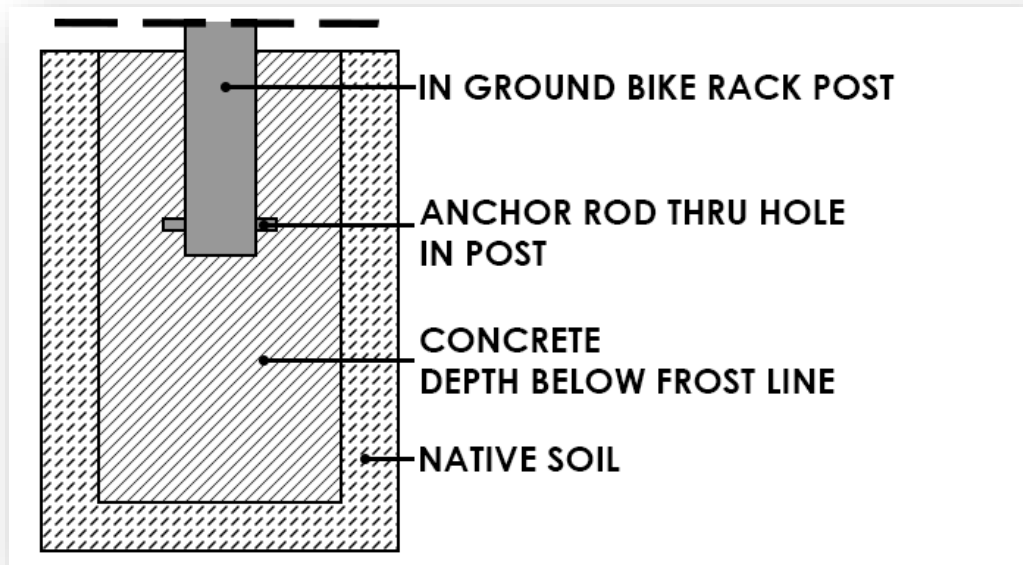 IN GROUND BIKE RACK POST
ANCHOR ROD THRU HOLE
IN POST
CONCRETE
DEPTH BELOW FROST LINE
NATIVE SOIL